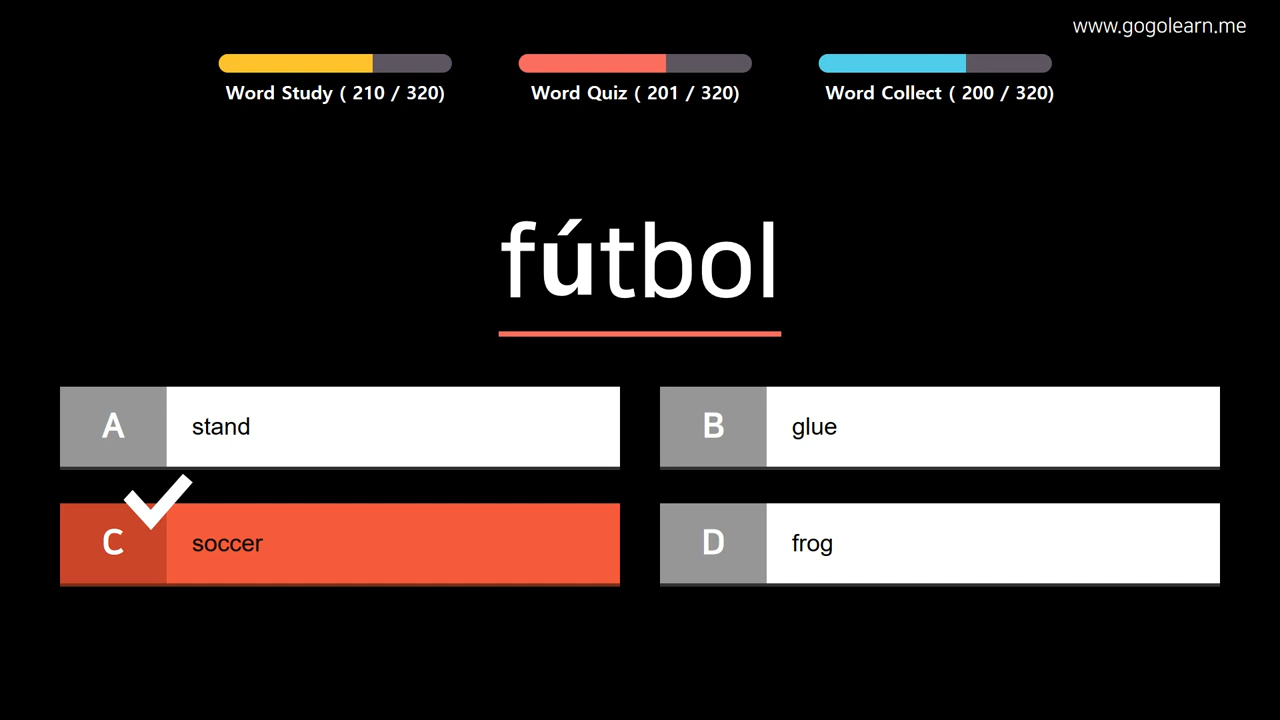 www.gogolearn.me
Word Study ( 210 / 320)
Word Quiz ( 201 / 320)
Word Collect ( 200 / 320)
fútbol
A stand
B glue
C soccer
D frog